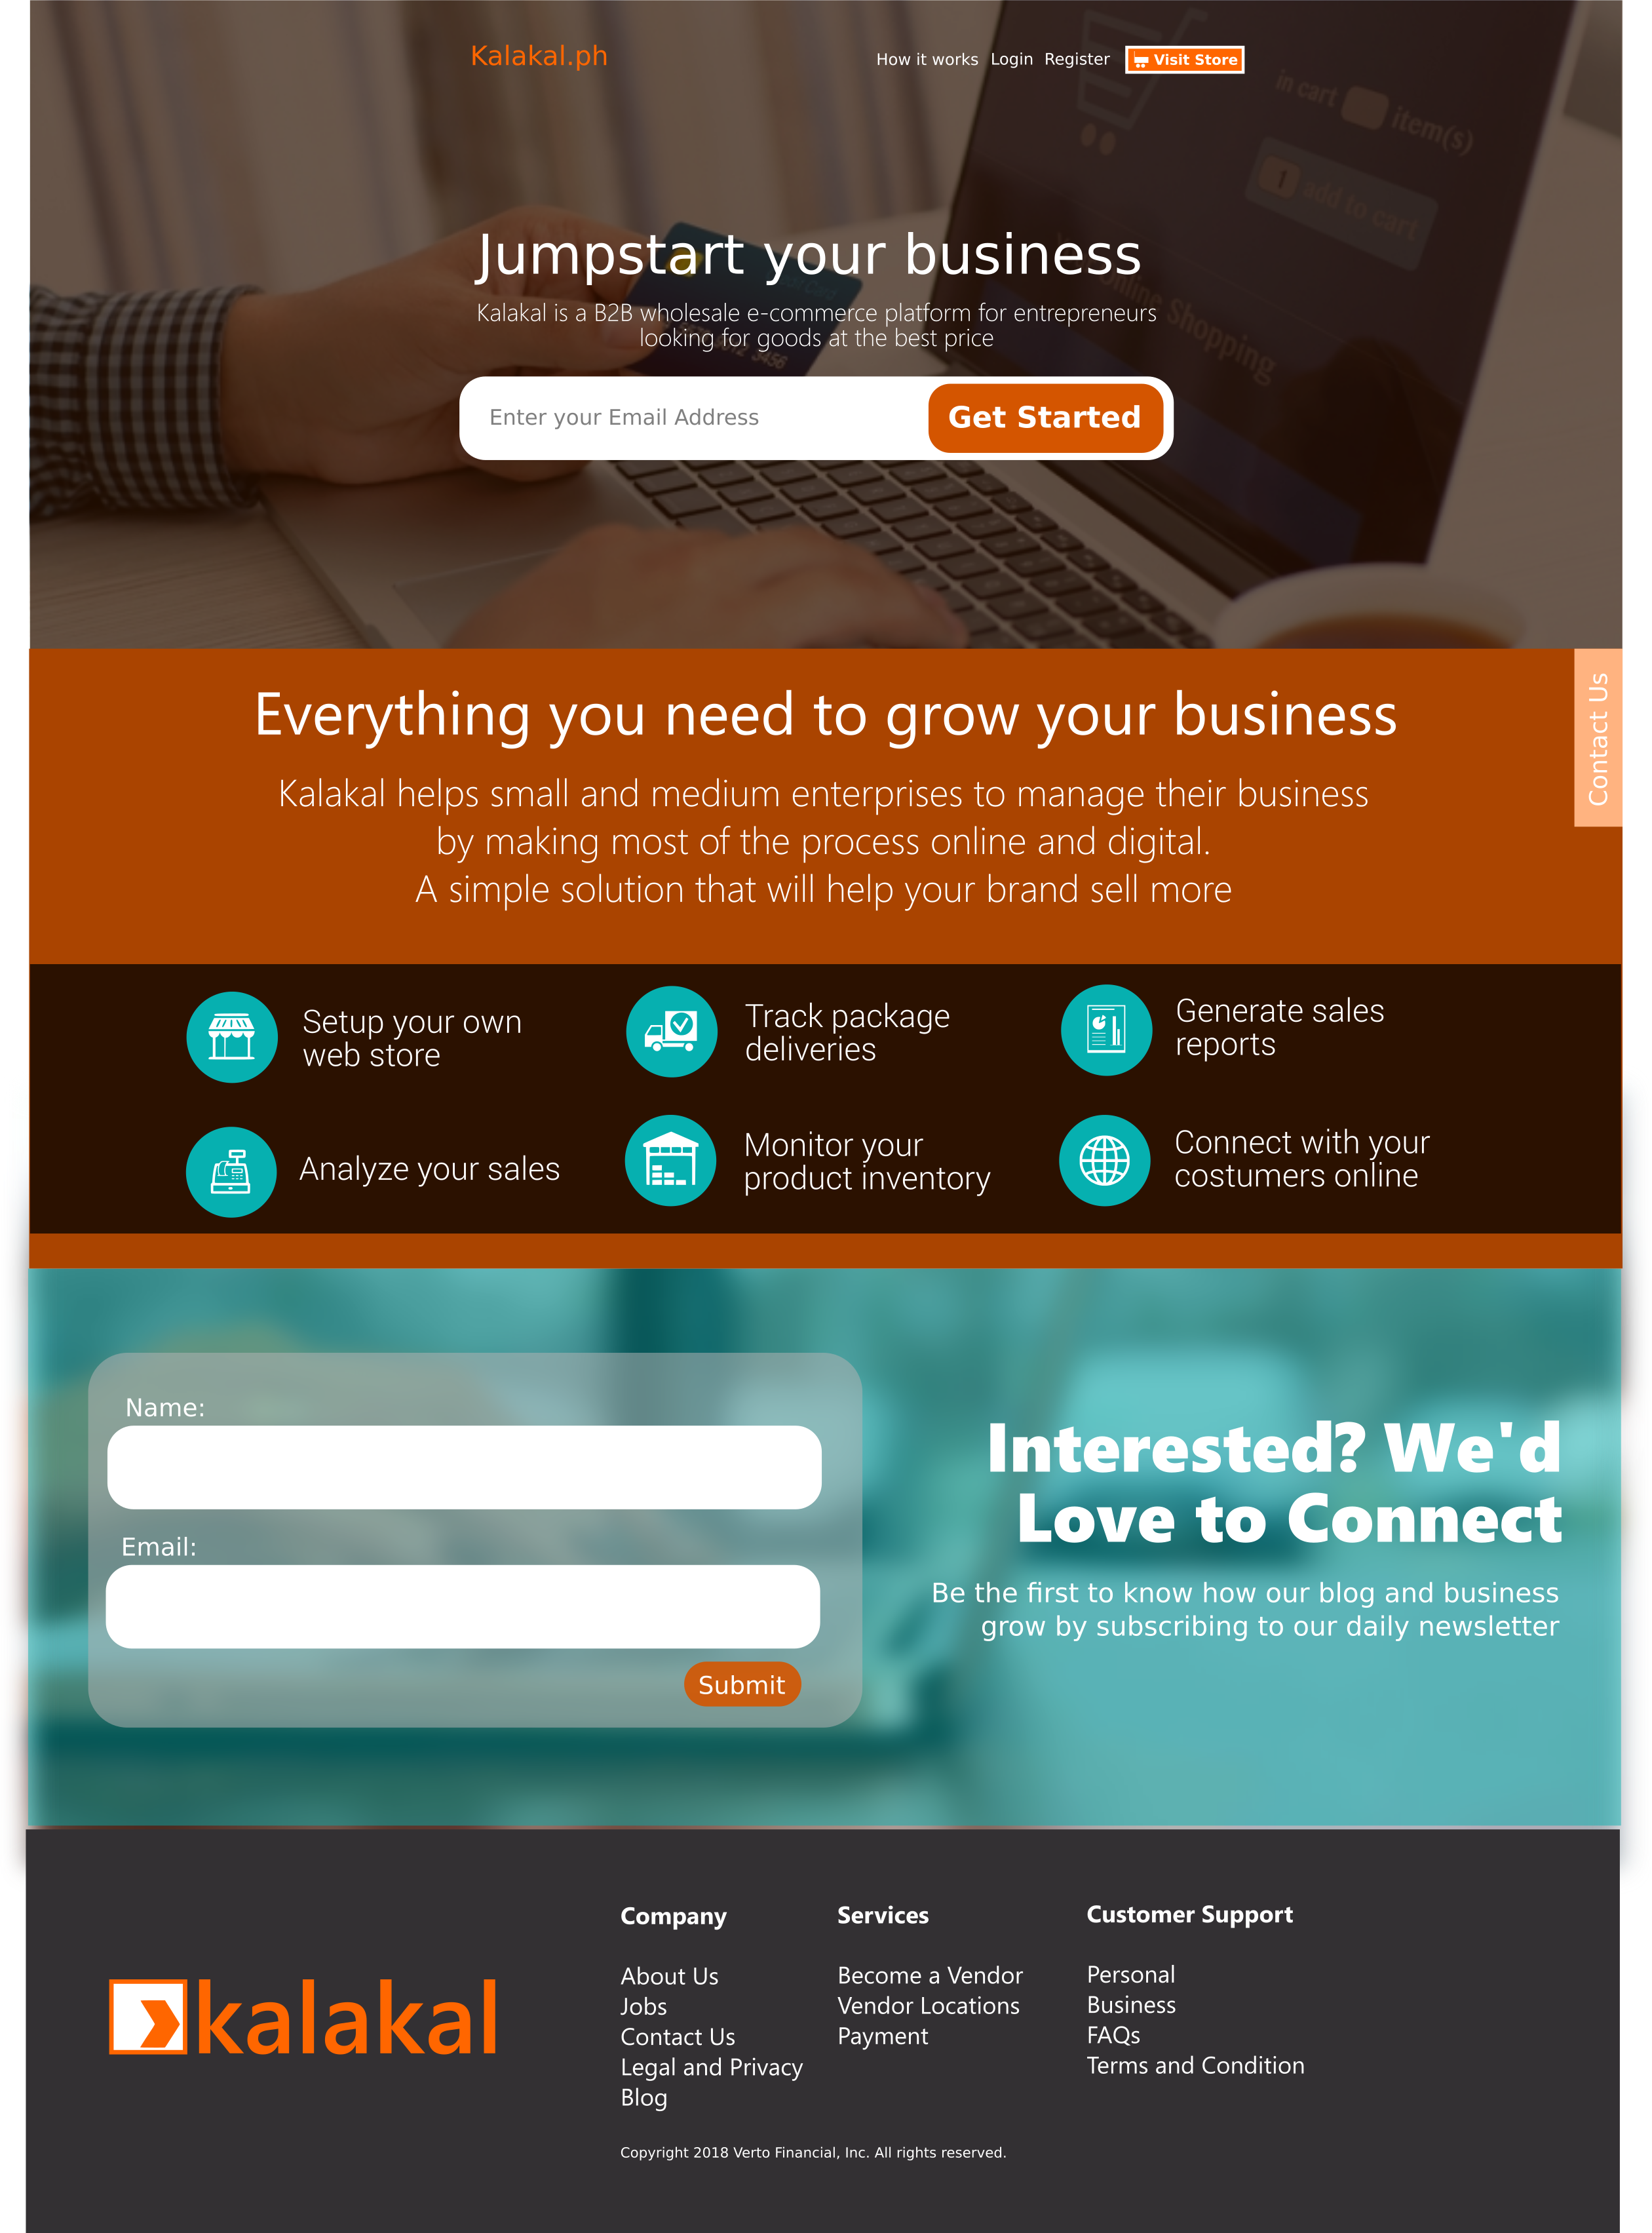 Kalakal.ph
How it works Login Register Visit Store
in cart item(s)
1 add to cart
Online Shopping
Jumpstart your business
Kalakal is a B2B wholesale e-commerce platform for entrepreneurs
looking for goods at the best price
3456
Enter your Email Address
Get Started
Contact Us
Everything you need to grow your business
Kalakal helps small and medium enterprises to manage their business
by making most of the process online and digital.
A simple solution that will help your brand sell more
Setup your own
web store
Track package
deliveries
Generate sales
reports
Analyze your sales
Monitor your
product inventory
Connect with your
costumers online
Name:
Email:
Submit
Interested? We'd
Love to Connect
Be the first to know how our blog and business
grow by subscribing to our daily newsletter
kalakal
Company
About Us
Jobs
Contact Us
Legal and Privacy
Blog
Services
Become a Vendor
Vendor Locations
Payment
Customer Support
Personal
Business
FAQs
Terms and Condition
Copyright 2018 Verto Financial, Inc. All rights reserved.